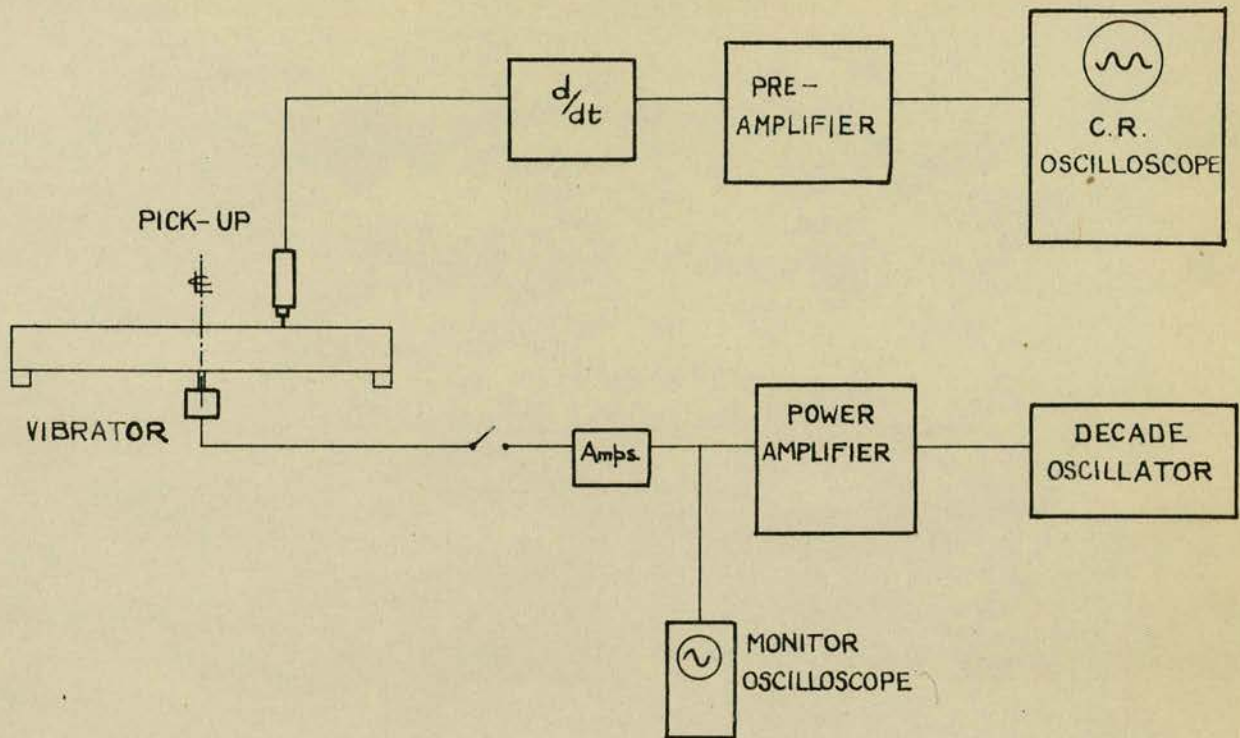 d/dt
PRE-
AMPLIFIER
C.R.
OSCILLOSCOPE
PICK-UP
℄
VIBRATOR
Amps.
POWER
AMPLIFIER
DECADE
OSCILLATOR
MONITOR
OSCILLOSCOPE